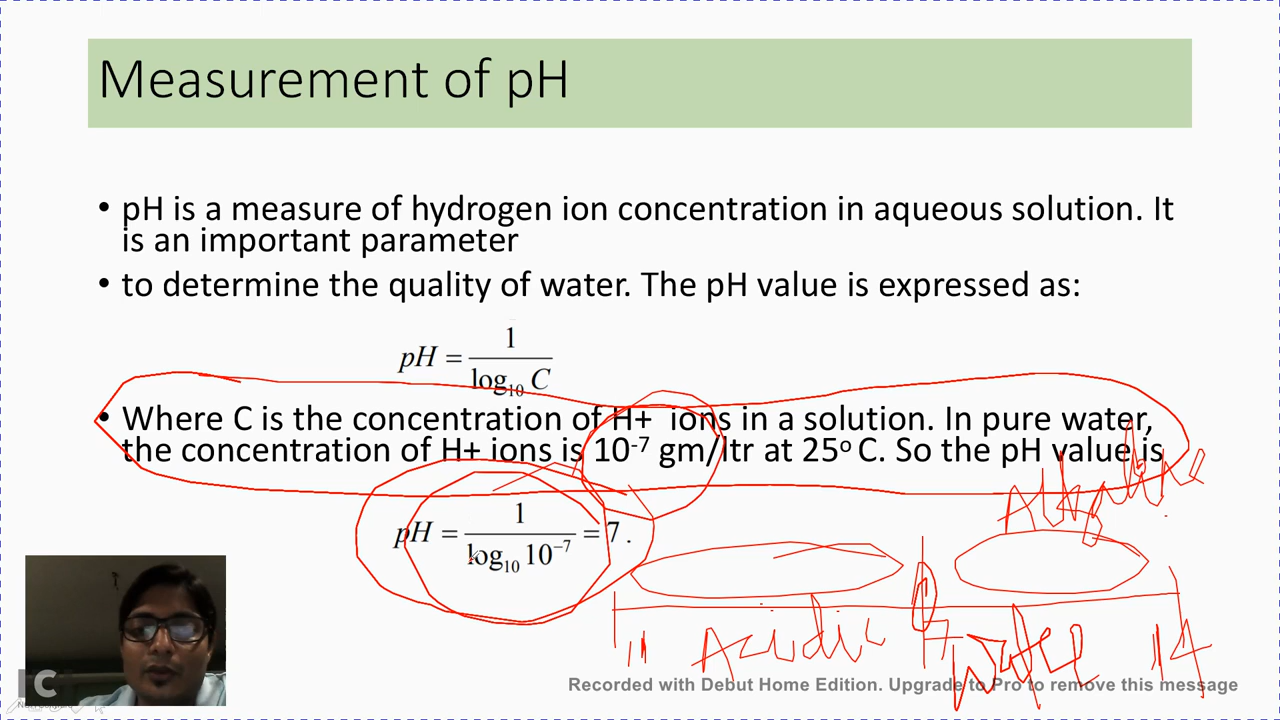 Measurement of pH
• pH is a measure of hydrogen ion concentration in aqueous solution. It
is an important parameter
• to determine the quality of water. The pH value is expressed as:
pH = 1 / log₁₀ C
• Where C is the concentration of H+ ions in a solution. In pure water,
the concentration of H+ ions is 10⁻⁷ gm/ltr at 25º C. So the pH value is
Alkaline
pH = 1 / log₁₀ 10⁻⁷ = 7.
Acidic 7 Water 14
Recorded with Debut Home Edition. Upgrade to Pro to remove this message